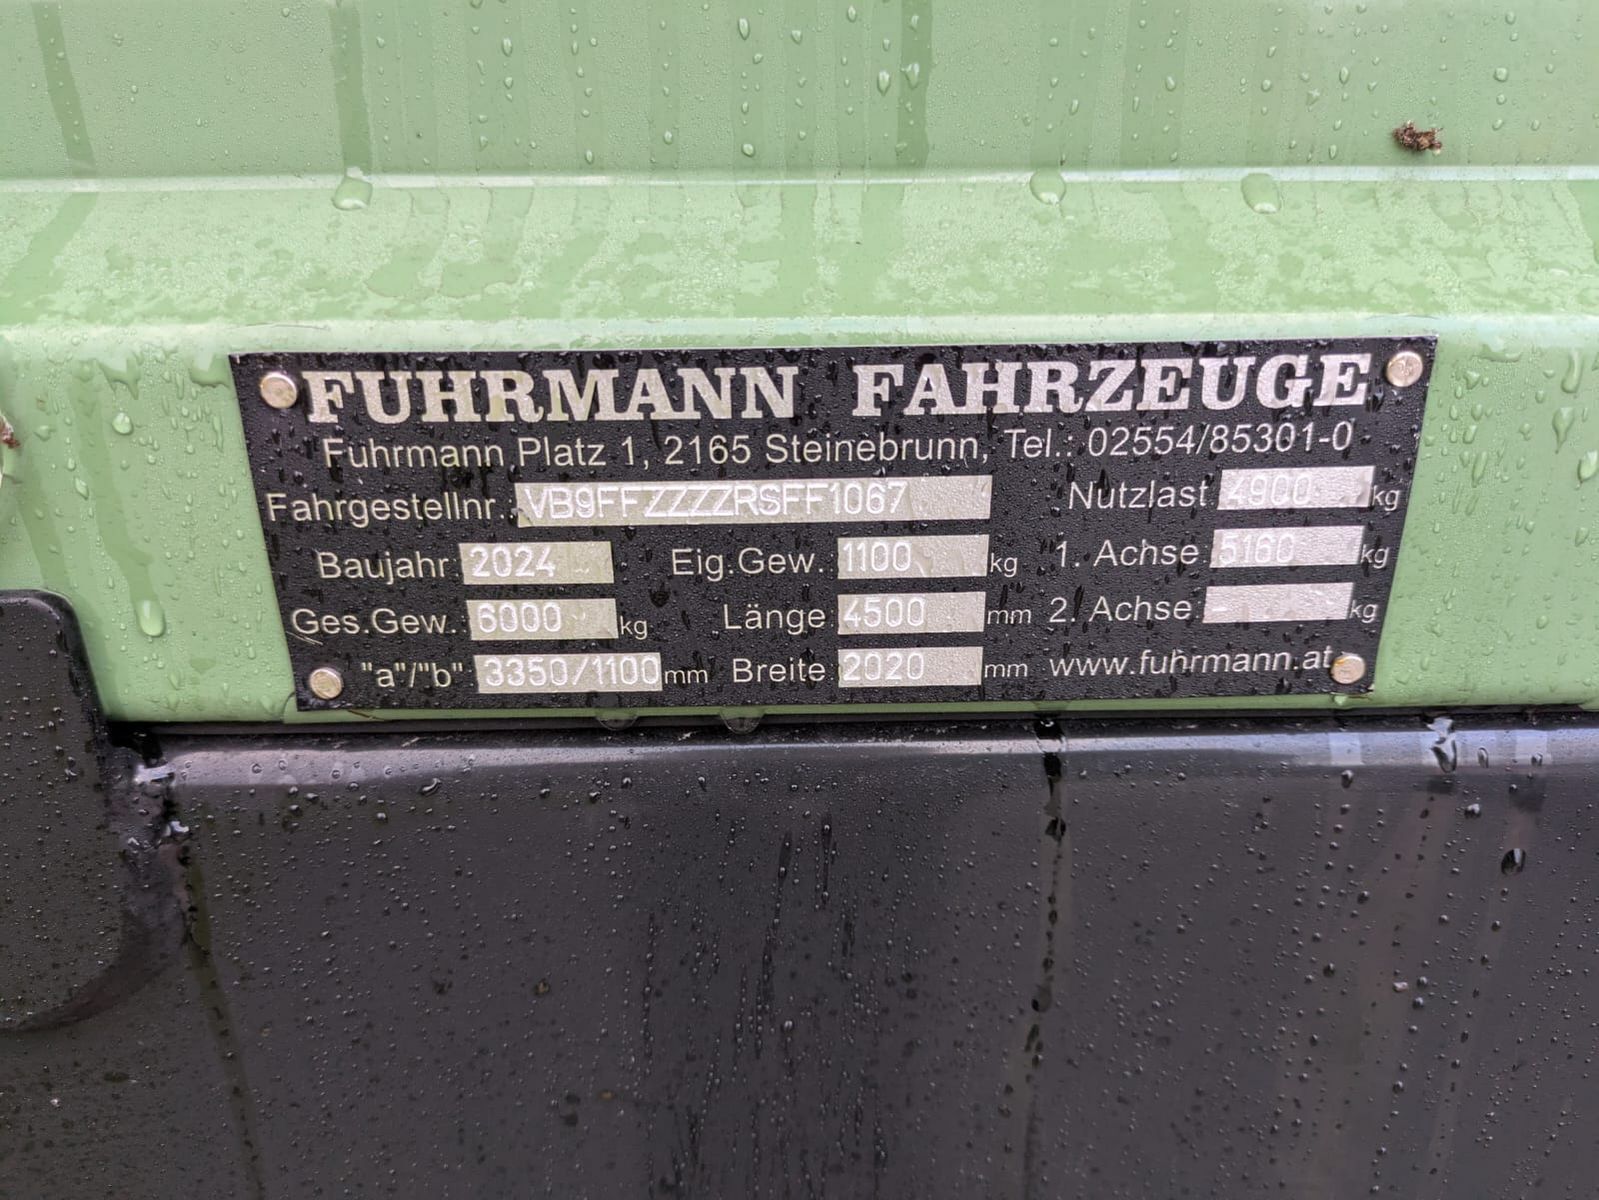 FUHRMANN FAHRZEUGE
Fuhrmann Platz 1, 2165 Steinebrunn, Tel.: 02554/85301-0
Fahrgestellnr.: VB9FFZZZZRSFF1067 Nutzlast 4900 kg
Baujahr 2024 Eig.Gew. 1100 kg 1. Achse 5160 kg
Ges.Gew. 6000 kg Länge 4500 mm 2. Achse - kg
"a"/"b" 3350/1100 mm Breite 2020 mm www.fuhrmann.at